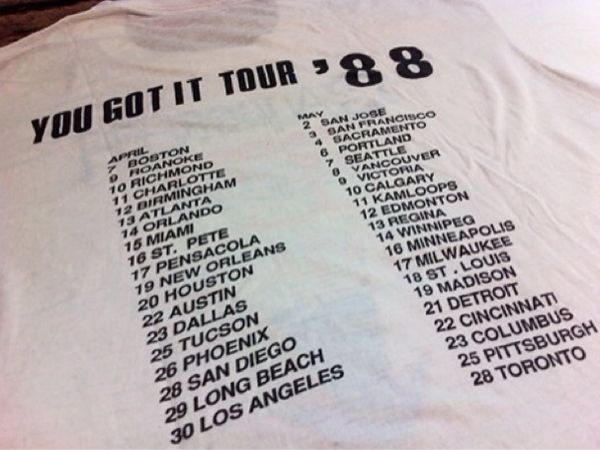 YOU GOT IT TOUR '88
APRIL
7 BOSTON
9 ROANOKE
10 RICHMOND
11 CHARLOTTE
12 BIRMINGHAM
13 ATLANTA
14 ORLANDO
15 MIAMI
16 ST. PETE
17 PENSACOLA
19 NEW ORLEANS
20 HOUSTON
22 AUSTIN
23 DALLAS
25 TUCSON
26 PHOENIX
28 SAN DIEGO
29 LONG BEACH
30 LOS ANGELES
MAY
2 SAN JOSE
3 SAN FRANCISCO
4 SACRAMENTO
6 PORTLAND
7 SEATTLE
8 VANCOUVER
9 VICTORIA
10 CALGARY
11 KAMLOOPS
12 EDMONTON
13 REGINA
14 WINNIPEG
16 MINNEAPOLIS
17 MILWAUKEE
18 ST. LOUIS
19 MADISON
21 DETROIT
22 CINCINNATI
23 COLUMBUS
25 PITTSBURGH
28 TORONTO